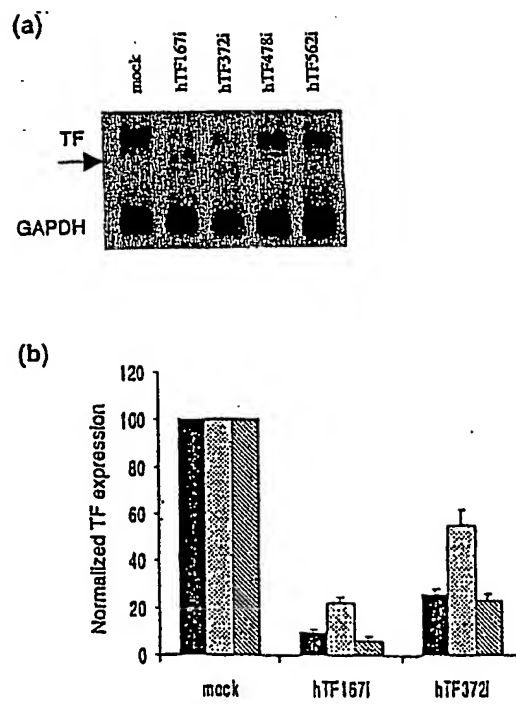 (a)
mock
hTF167i
hTF372i
hTF478i
hTF562i
TF
GAPDH
(b)
Normalized TF expression
120
100
80
60
40
20
0
mock
hTF167i
hTF372i